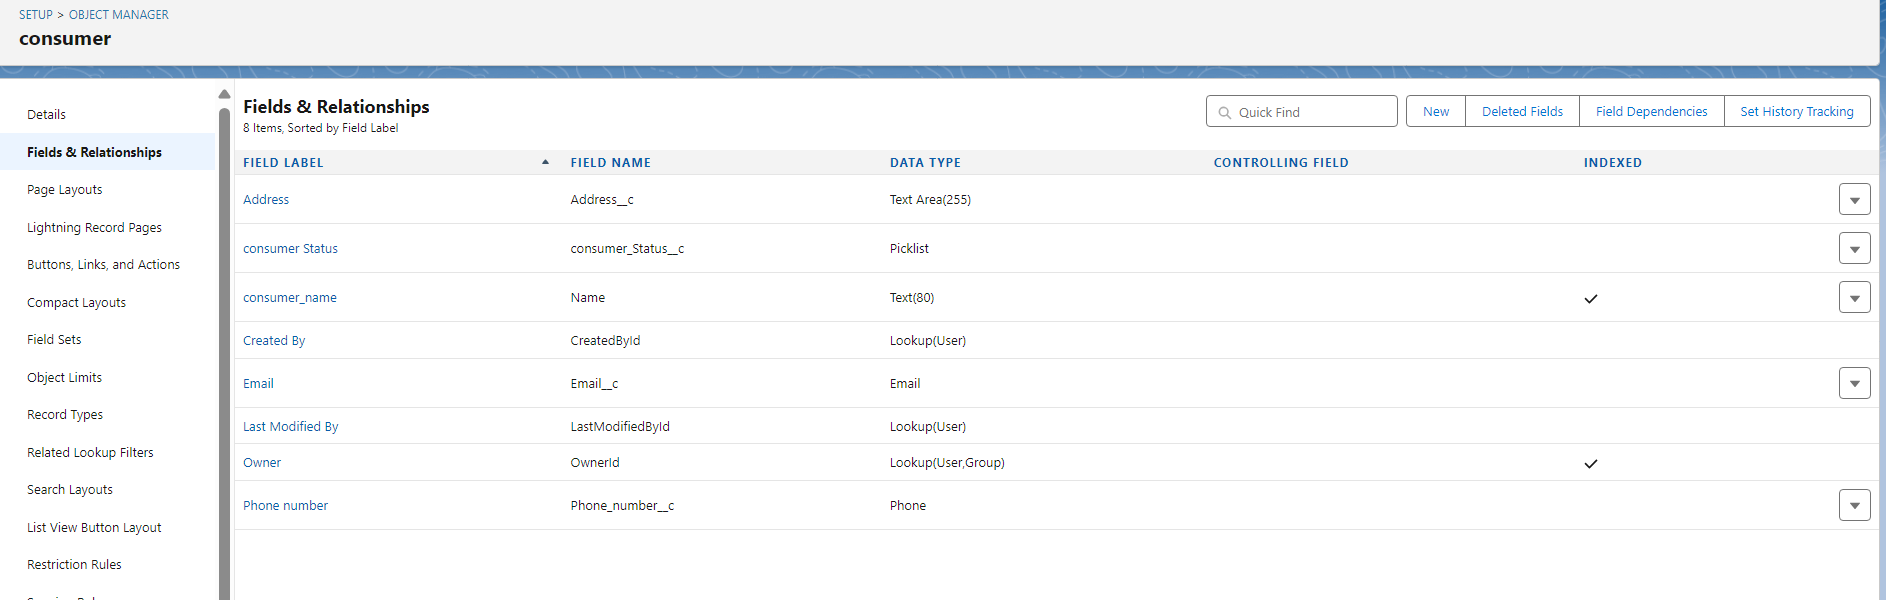 SETUP > OBJECT MANAGER
consumer
Details
Fields & Relationships
Page Layouts
Lightning Record Pages
Buttons, Links, and Actions
Compact Layouts
Field Sets
Object Limits
Record Types
Related Lookup Filters
Search Layouts
List View Button Layout
Restriction Rules
Fields & Relationships
8 Items, Sorted by Field Label
Quick Find
New
Deleted Fields
Field Dependencies
Set History Tracking
FIELD LABEL FIELD NAME DATA TYPE CONTROLLING FIELD INDEXED
Address Address__c Text Area(255)
consumer Status consumer_Status__c Picklist
consumer_name Name Text(80)
Created By CreatedById Lookup(User)
Email Email__c Email
Last Modified By LastModifiedById Lookup(User)
Owner OwnerId Lookup(User,Group)
Phone number Phone_number__c Phone